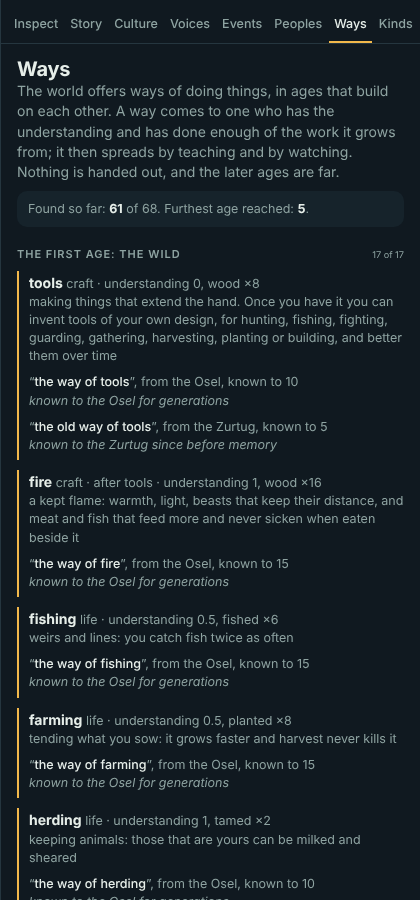 Inspect Story Culture Voices Events Peoples Ways Kinds
Ways
The world offers ways of doing things, in ages that build
on each other. A way comes to one who has the
understanding and has done enough of the work it grows
from; it then spreads by teaching and by watching.
Nothing is handed out, and the later ages are far.
Found so far: 61 of 68. Furthest age reached: 5.
THE FIRST AGE: THE WILD 17 of 17
tools craft · understanding 0, wood ×8
making things that extend the hand. Once you have it you can
invent tools of your own design, for hunting, fishing, fighting,
guarding, gathering, harvesting, planting or building, and better
them over time
“the way of tools”, from the Osel, known to 10
known to the Osel for generations
“the old way of tools”, from the Zurtug, known to 5
known to the Zurtug since before memory
fire craft · after tools · understanding 1, wood ×16
a kept flame: warmth, light, beasts that keep their distance, and
meat and fish that feed more and never sicken when eaten
beside it
“the way of fire”, from the Osel, known to 15
known to the Osel for generations
fishing life · understanding 0.5, fished ×6
weirs and lines: you catch fish twice as often
“the way of fishing”, from the Osel, known to 15
known to the Osel for generations
farming life · understanding 0.5, planted ×8
tending what you sow: it grows faster and harvest never kills it
“the way of farming”, from the Osel, known to 15
known to the Osel for generations
herding life · understanding 1, tamed ×2
keeping animals: those that are yours can be milked and
sheared
“the way of herding”, from the Osel, known to 10
known to the Osel for generations